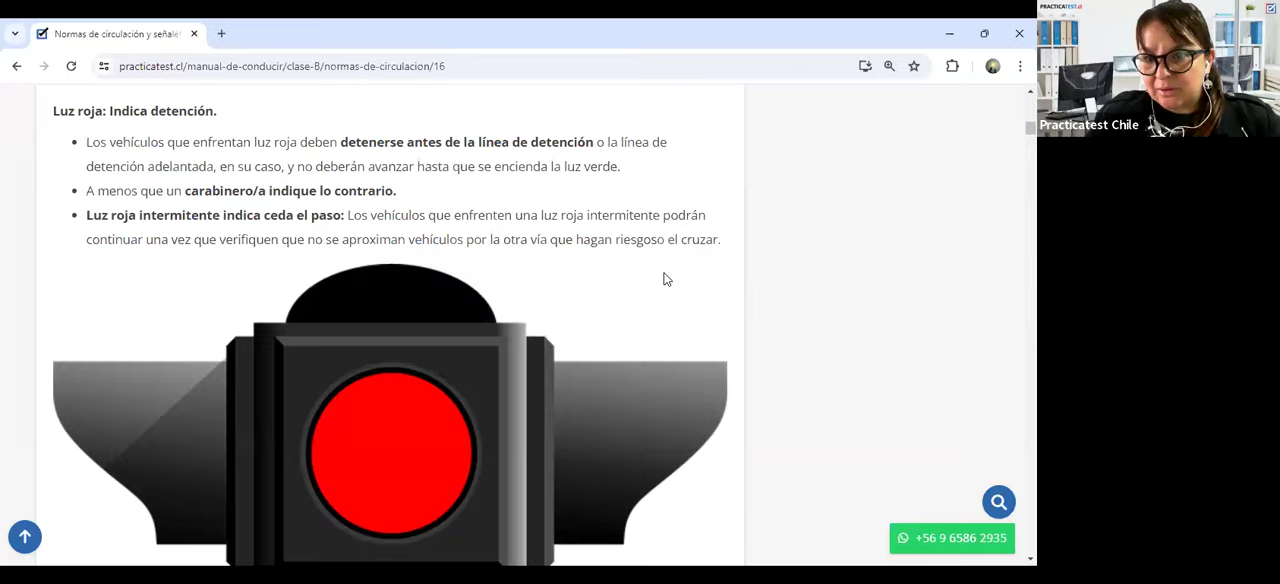 Normas de circulación y señalet
practicatest.cl/manual-de-conducir/clase-B/normas-de-circulacion/16
PRACTICATEST.cl
Practicatest Chile
Luz roja: Indica detención.
Los vehículos que enfrentan luz roja deben detenerse antes de la línea de detención o la línea de
detención adelantada, en su caso, y no deberán avanzar hasta que se encienda la luz verde.
A menos que un carabinero/a indique lo contrario.
Luz roja intermitente indica ceda el paso: Los vehículos que enfrenten una luz roja intermitente podrán
continuar una vez que verifiquen que no se aproximan vehículos por la otra vía que hagan riesgoso el cruzar.
+56 9 6586 2935